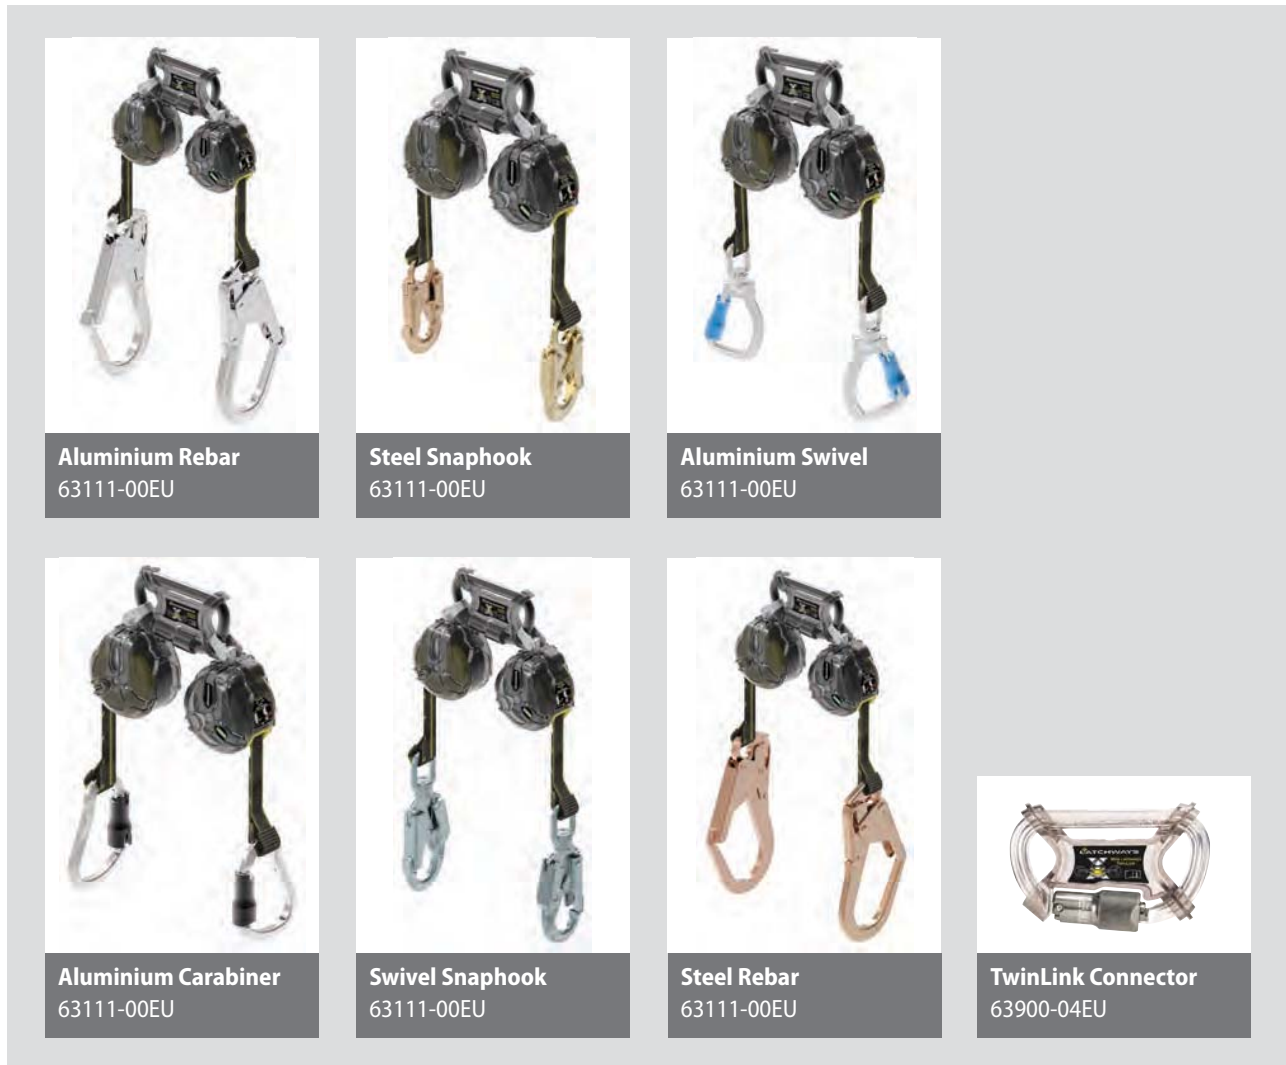 Aluminium Rebar
63111-00EU
Steel Snaphook
63111-00EU
Aluminium Swivel
63111-00EU
Aluminium Carabiner
63111-00EU
Swivel Snaphook
63111-00EU
Steel Rebar
63111-00EU
LATCHWAYS
TwinLink Connector
63900-04EU